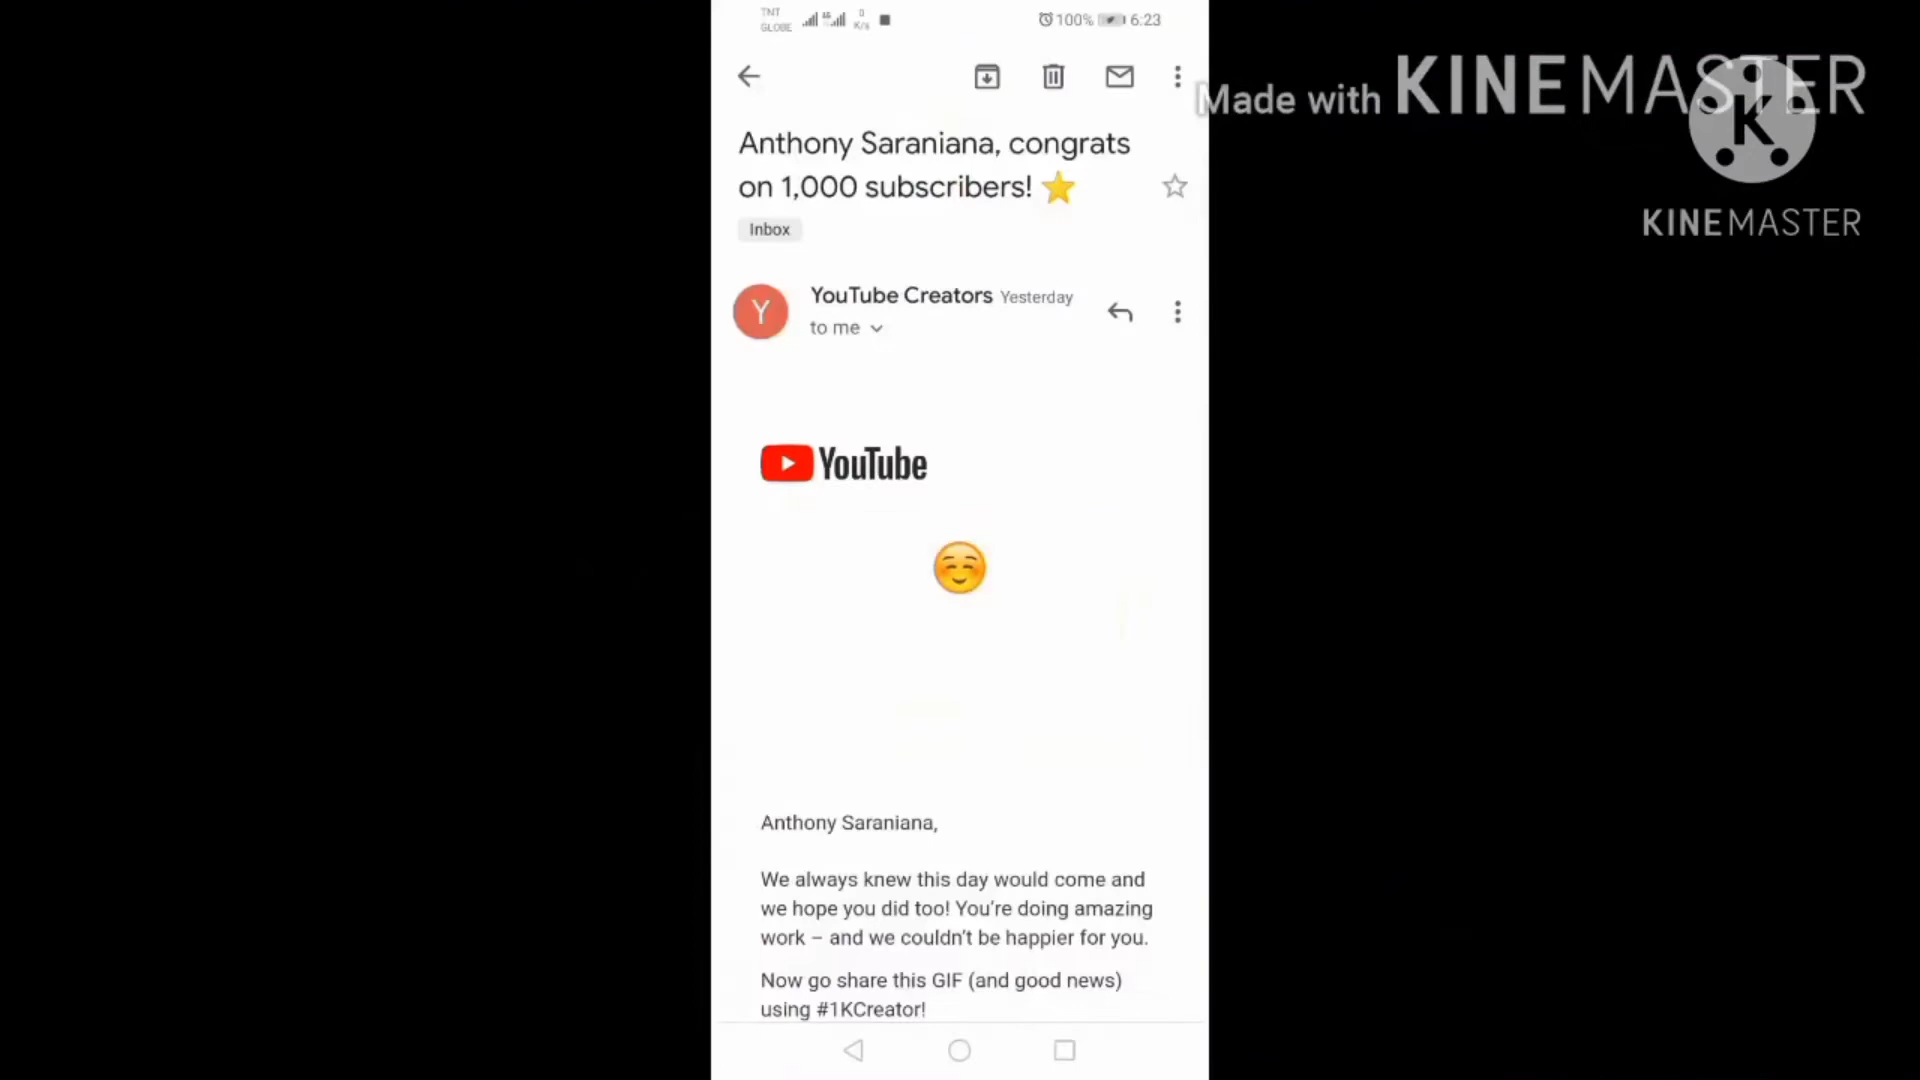 TNT
GLOBE
0
K/s
4G
100%
6:23
Made with KINEMASTER
K
KINEMASTER
Anthony Saraniana, congrats
on 1,000 subscribers! ⭐
Inbox
Y
YouTube Creators Yesterday
to me
YouTube
Anthony Saraniana,
We always knew this day would come and
we hope you did too! You're doing amazing
work – and we couldn't be happier for you.
Now go share this GIF (and good news)
using #1KCreator!